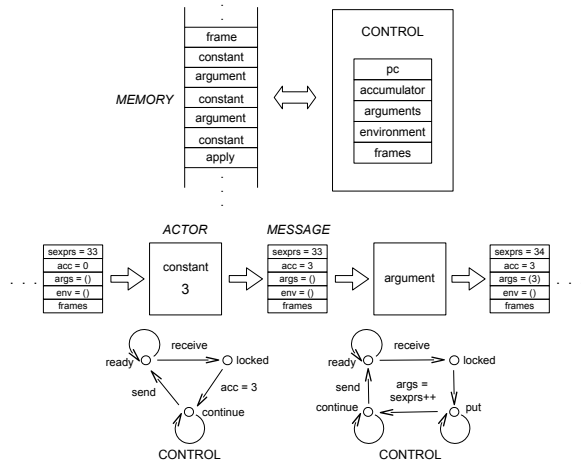 frame
constant
argument
constant
argument
constant
apply
MEMORY
CONTROL
pc
accumulator
arguments
environment
frames
ACTOR
MESSAGE
. . .
sexprs = 33
acc = 0
args = ()
env = ()
frames
constant
3
sexprs = 33
acc = 3
args = ()
env = ()
frames
argument
sexprs = 34
acc = 3
args = (3)
env = ()
frames
. .
receive
ready
locked
send
acc = 3
continue
CONTROL
receive
ready
locked
send
args =
sexprs++
continue
put
CONTROL